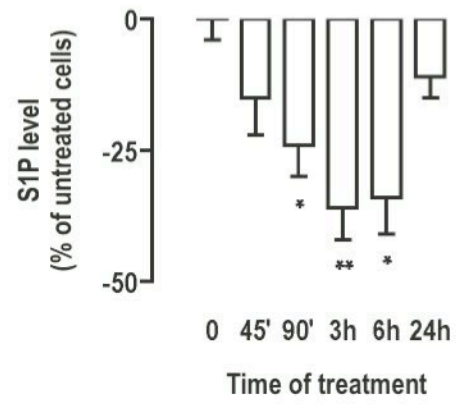 S1P level
(% of untreated cells)
0
-25
-50
*
**
*
0 45' 90' 3h 6h 24h
Time of treatment